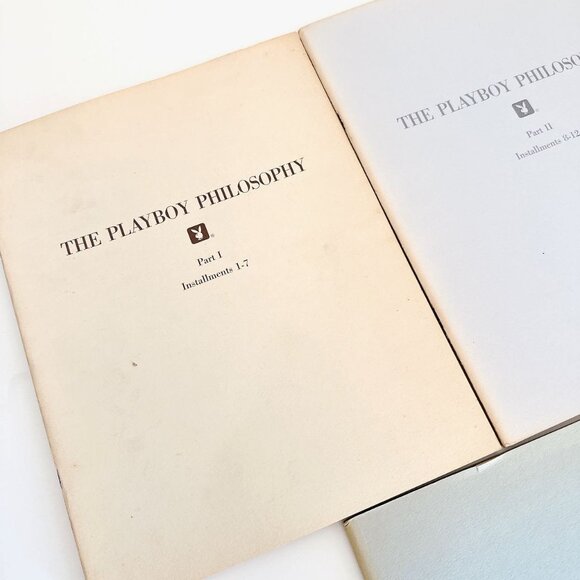 THE PLAYBOY PHILOSOPHY
®
Part I
Installments 1-7
THE PLAYBOY PHILOSO
Part II
Installments 8-12